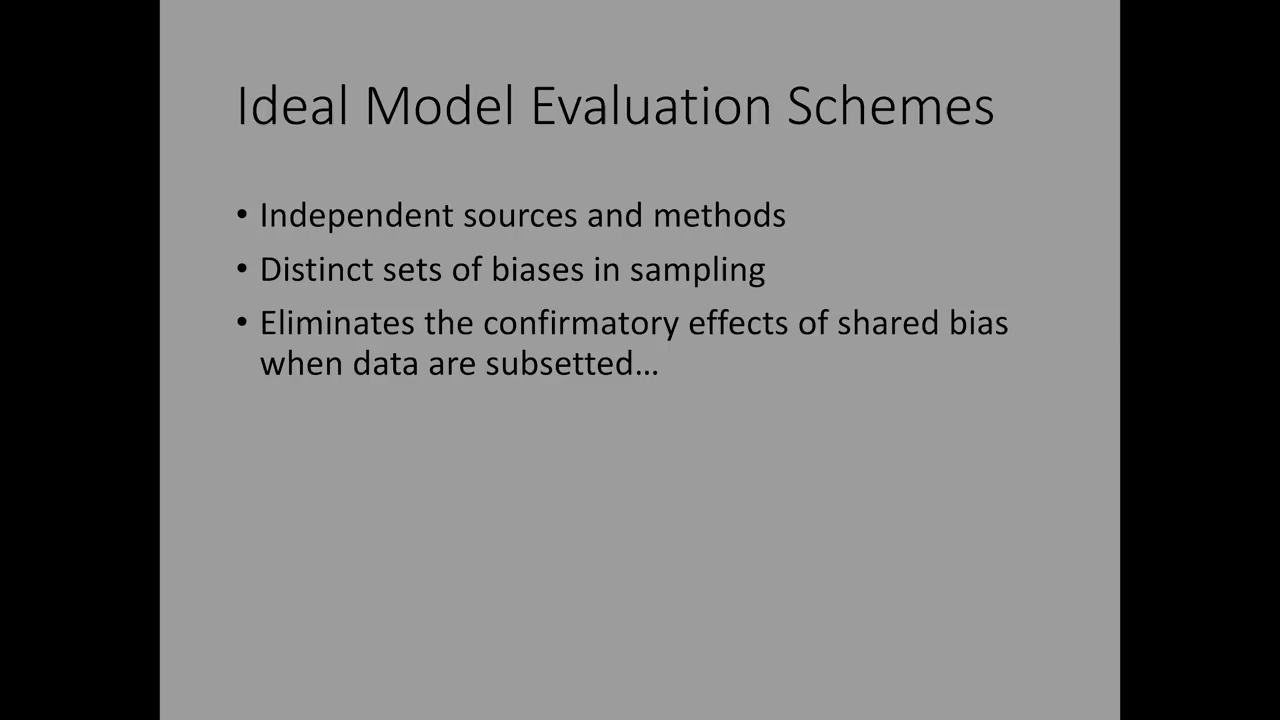 Ideal Model Evaluation Schemes
• Independent sources and methods
• Distinct sets of biases in sampling
• Eliminates the confirmatory effects of shared bias
when data are subsetted…